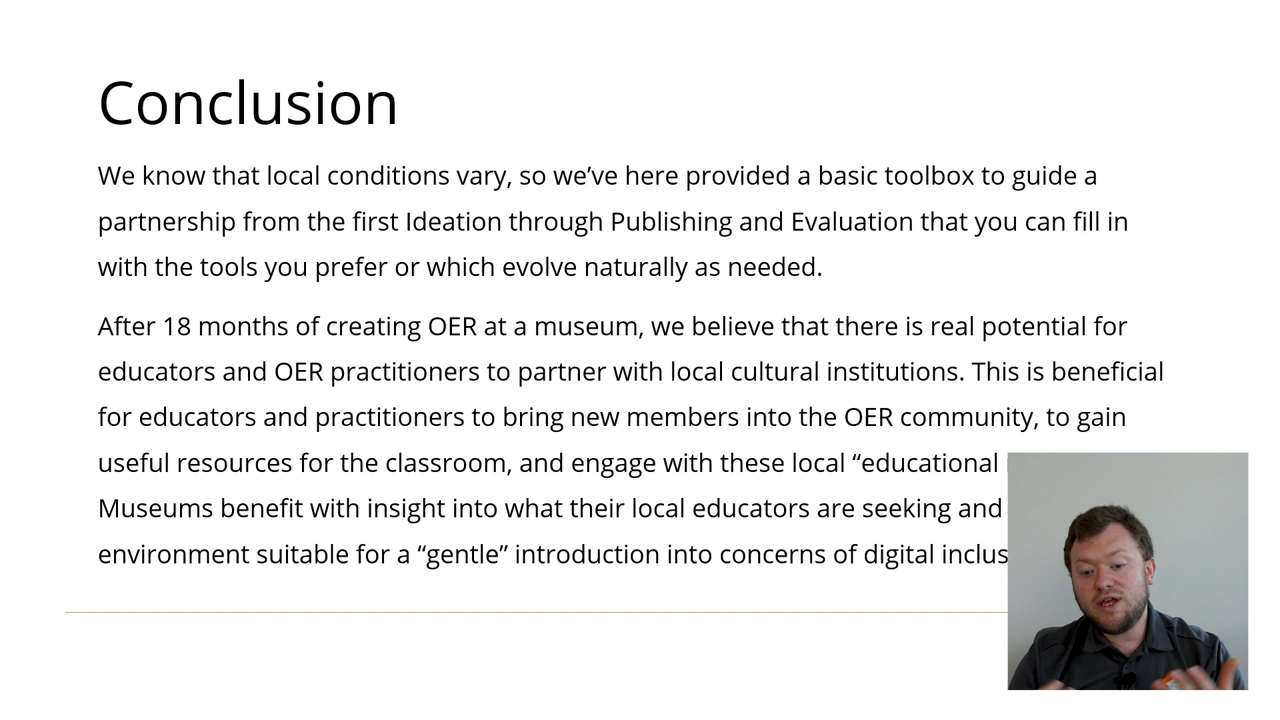 Conclusion
We know that local conditions vary, so we’ve here provided a basic toolbox to guide a
partnership from the first Ideation through Publishing and Evaluation that you can fill in
with the tools you prefer or which evolve naturally as needed.
After 18 months of creating OER at a museum, we believe that there is real potential for
educators and OER practitioners to partner with local cultural institutions. This is beneficial
for educators and practitioners to bring new members into the OER community, to gain
useful resources for the classroom, and engage with these local “educational
Museums benefit with insight into what their local educators are seeking and
environment suitable for a “gentle” introduction into concerns of digital